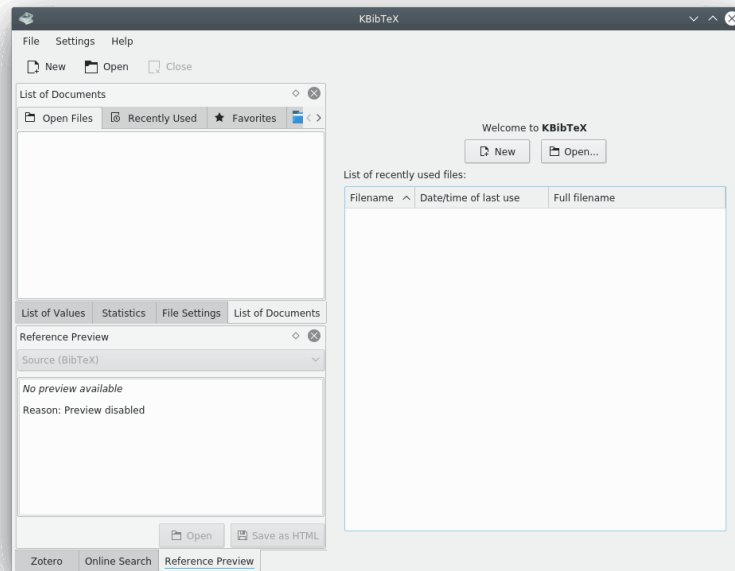 KBibTeX
File Settings Help
New Open Close
List of Documents
Open Files Recently Used Favorites
List of Values Statistics File Settings List of Documents
Reference Preview
Source (BibTeX)
No preview available
Reason: Preview disabled
Open Save as HTML
Zotero Online Search Reference Preview
Welcome to KBibTeX
New Open...
List of recently used files:
Filename Date/time of last use Full filename